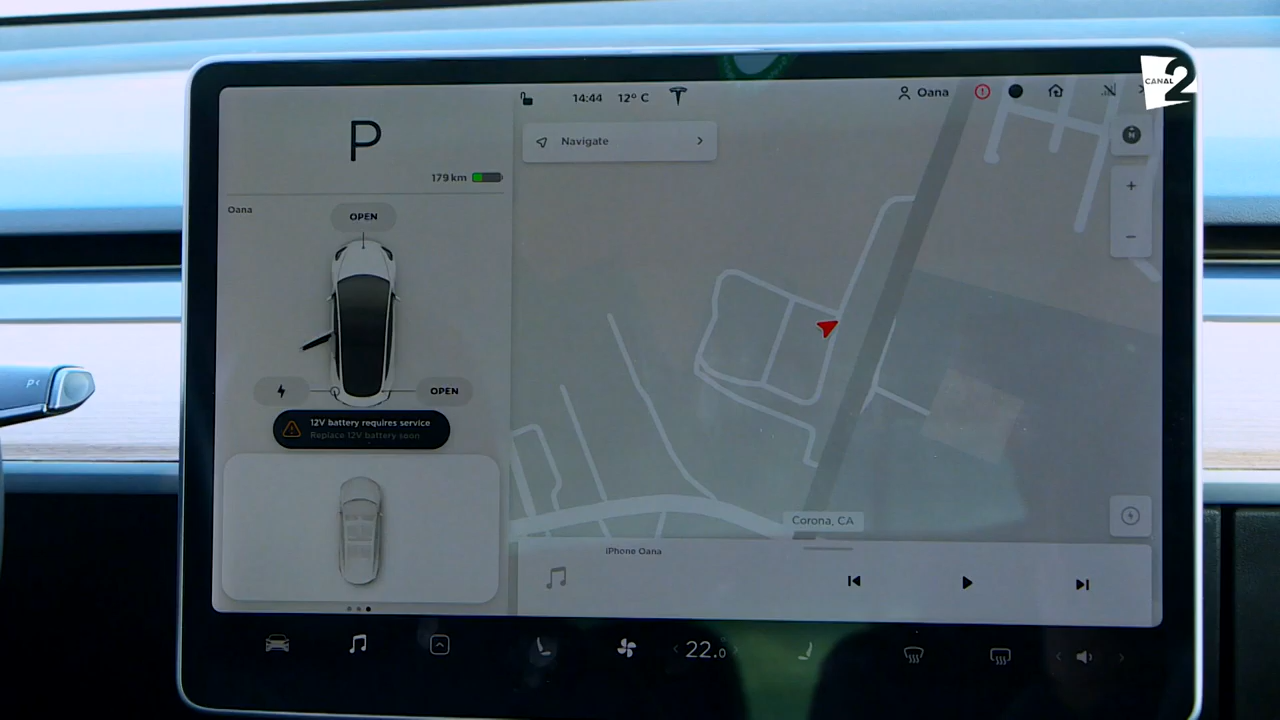 CANAL 2
14:44 12° C
Oana
P
Navigate
179 km
Oana
OPEN
OPEN
12V battery requires service
Replace 12V battery soon
Corona, CA
iPhone Oana
22.0
P<